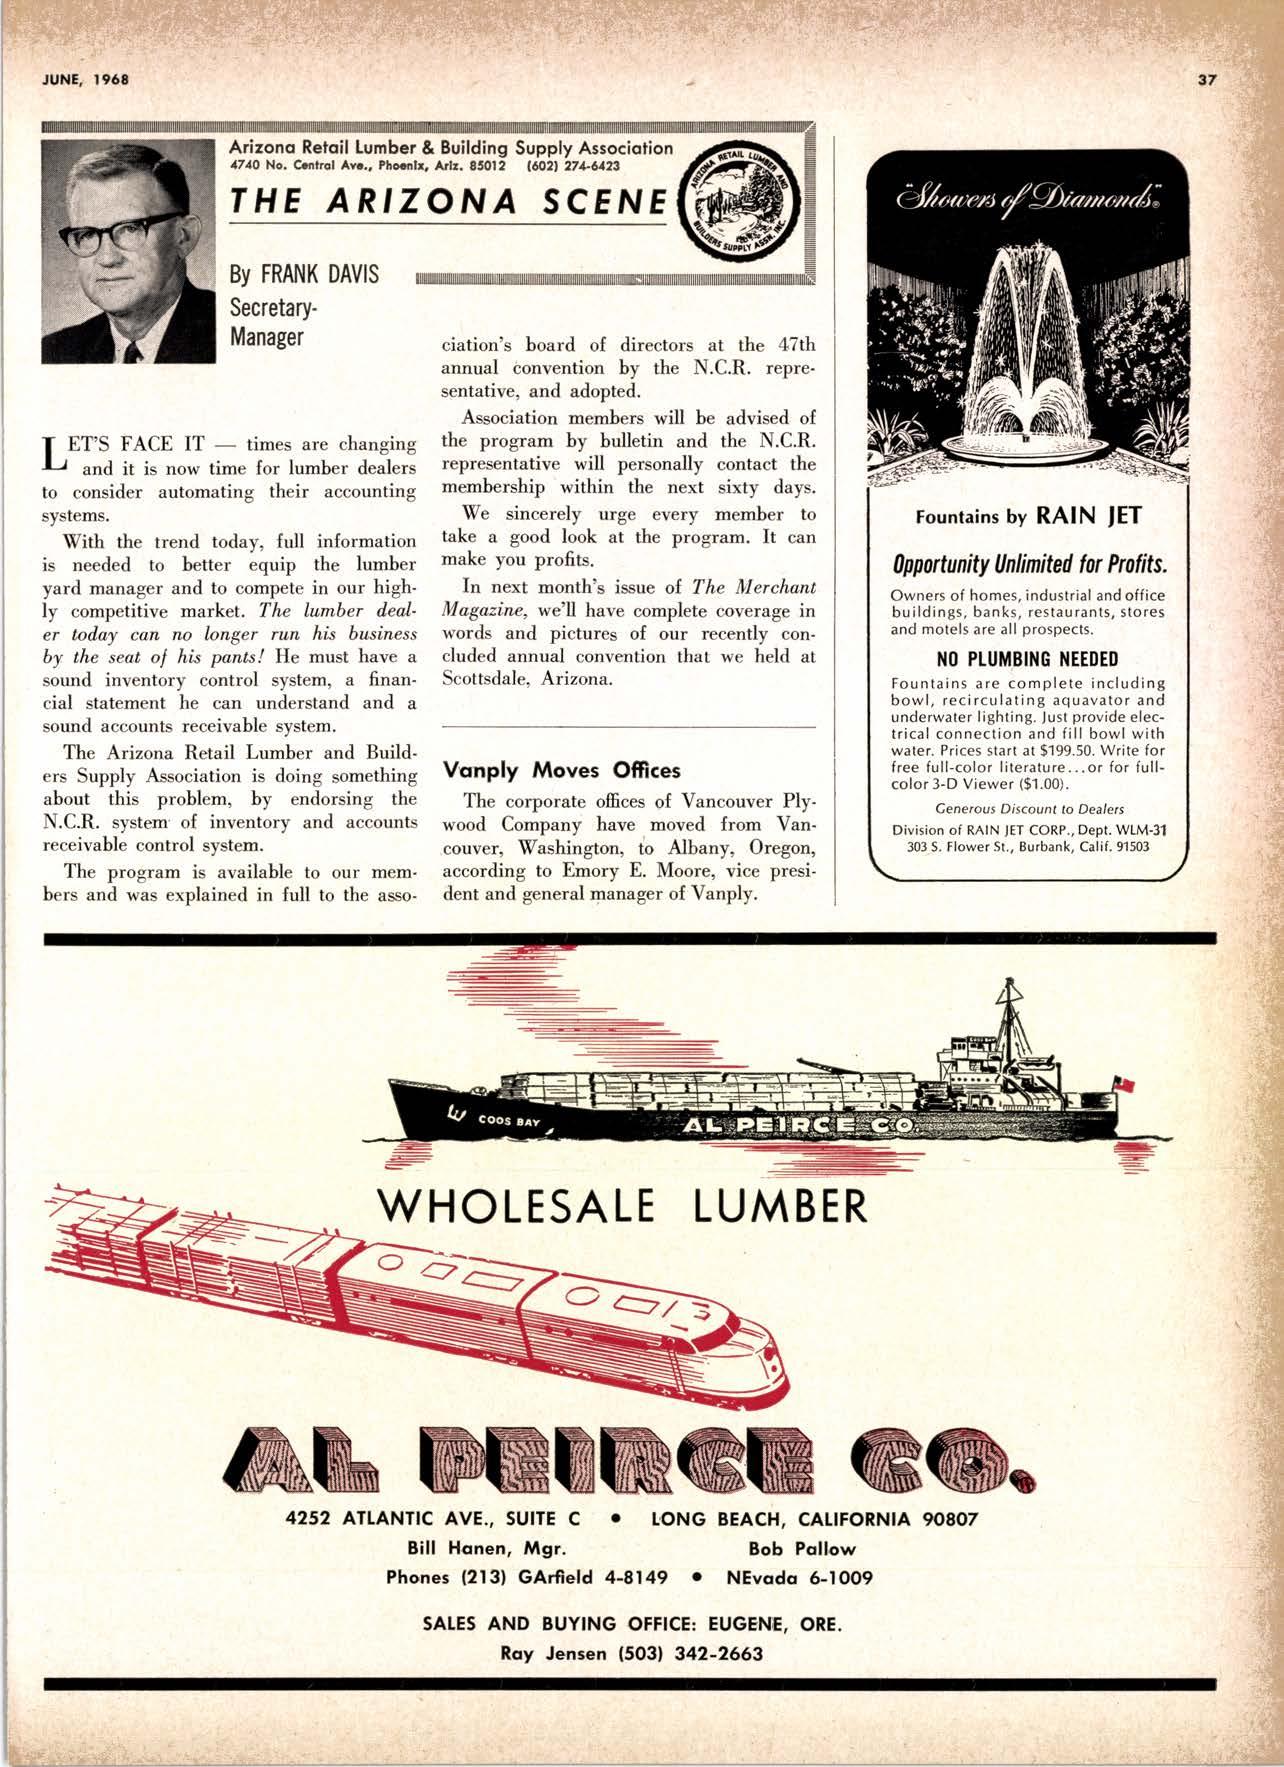 JUNE, 1968
37
Arizona Retail Lumber & Building Supply Association
4740 No. Central Ave., Phoenix, Ariz. 85012 (602) 274-6423
THE ARIZONA SCENE
ARIZONA RETAIL LUMBER AND
BUILDERS SUPPLY ASSN. INC.
By FRANK DAVIS
Secretary-
Manager
LET'S FACE IT — times are changing
and it is now time for lumber dealers
to consider automating their accounting
systems.
With the trend today, full information
is needed to better equip the lumber
yard manager and to compete in our high-
ly competitive market. The lumber deal-
er today can no longer run his business
by the seat of his pants! He must have a
sound inventory control system, a finan-
cial statement he can understand and a
sound accounts receivable system.
The Arizona Retail Lumber and Build-
ers Supply Association is doing something
about this problem, by endorsing the
N.C.R. system of inventory and accounts
receivable control system.
The program is available to our mem-
bers and was explained in full to the asso-
ciation's board of directors at the 47th
annual convention by the N.C.R. repre-
sentative, and adopted.
Association members will be advised of
the program by bulletin and the N.C.R.
representative will personally contact the
membership within the next sixty days.
We sincerely urge every member to
take a good look at the program. It can
make you profits.
In next month's issue of The Merchant
Magazine, we'll have complete coverage in
words and pictures of our recently con-
cluded annual convention that we held at
Scottsdale, Arizona.
Vanply Moves Offices
The corporate offices of Vancouver Ply-
wood Company have moved from Van-
couver, Washington, to Albany, Oregon,
according to Emory E. Moore, vice presi-
dent and general manager of Vanply.
"Showers of Diamonds"®
Fountains by RAIN JET
Opportunity Unlimited for Profits.
Owners of homes, industrial and office
buildings, banks, restaurants, stores
and motels are all prospects.
NO PLUMBING NEEDED
Fountains are complete including
bowl, recirculating aquavator and
underwater lighting. Just provide elec-
trical connection and fill bowl with
water. Prices start at $199.50. Write for
free full-color literature...or for full-
color 3-D Viewer ($1.00).
Generous Discount to Dealers
Division of RAIN JET CORP., Dept. WLM-31
303 S. Flower St., Burbank, Calif. 91503
COOS BAY
COOS BAY
AL PEIRCE CO.
WHOLESALE LUMBER
AL PEIRCE CO.
4252 ATLANTIC AVE., SUITE C • LONG BEACH, CALIFORNIA 90807
Bill Hanen, Mgr. Bob Pallow
Phones (213) GArfield 4-8149 • NEvada 6-1009
SALES AND BUYING OFFICE: EUGENE, ORE.
Ray Jensen (503) 342-2663